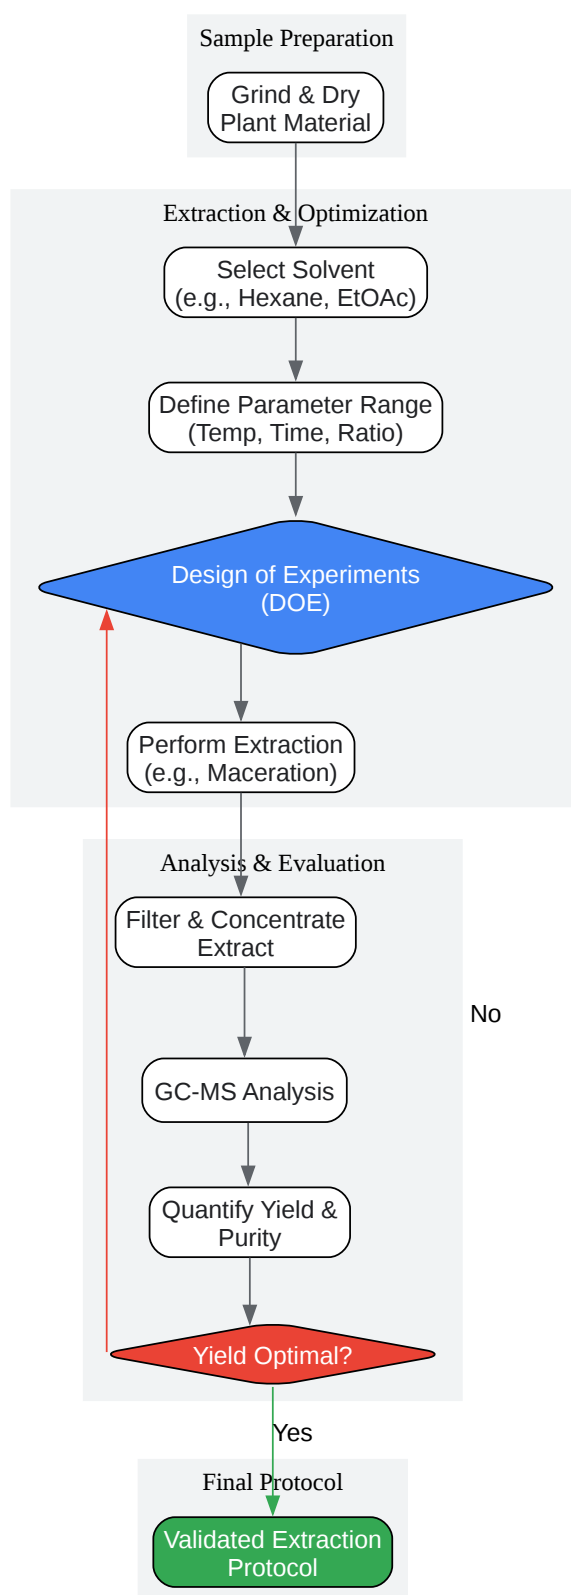 Sample Preparation
Grind & Dry
Plant Material
Extraction & Optimization
Select Solvent
(e.g., Hexane, EtOAc)
Define Parameter Range
(Temp, Time, Ratio)
Design of Experiments
(DOE)
Perform Extraction
(e.g., Maceration)
Analysis & Evaluation
Filter & Concentrate
Extract
No
GC-MS Analysis
Quantify Yield &
Purity
Yield Optimal?
Yes
Final Protocol
Validated Extraction
Protocol